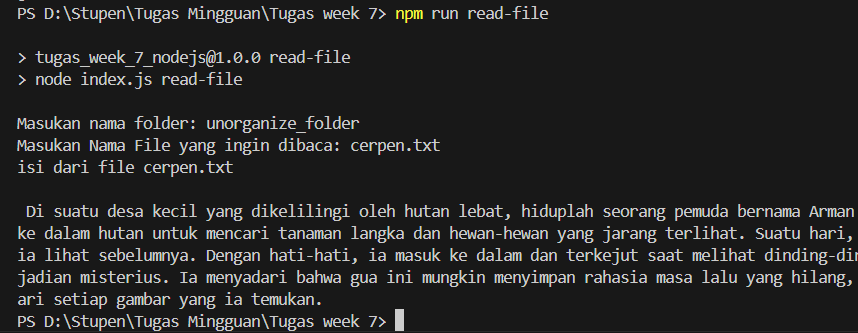 PS D:\Stupen\Tugas Mingguan\Tugas week 7> npm run read-file
> tugas_week_7_nodejs@1.0.0 read-file
> node index.js read-file
Masukan nama folder: unorganize_folder
Masukan Nama File yang ingin dibaca: cerpen.txt
isi dari file cerpen.txt
Di suatu desa kecil yang dikelilingi oleh hutan lebat, hiduplah seorang pemuda bernama Arman
ke dalam hutan untuk mencari tanaman langka dan hewan-hewan yang jarang terlihat. Suatu hari,
ia lihat sebelumnya. Dengan hati-hati, ia masuk ke dalam dan terkejut saat melihat dinding-din
jadian misterius. Ia menyadari bahwa gua ini mungkin menyimpan rahasia masa lalu yang hilang,
ari setiap gambar yang ia temukan.
PS D:\Stupen\Tugas Mingguan\Tugas week 7>